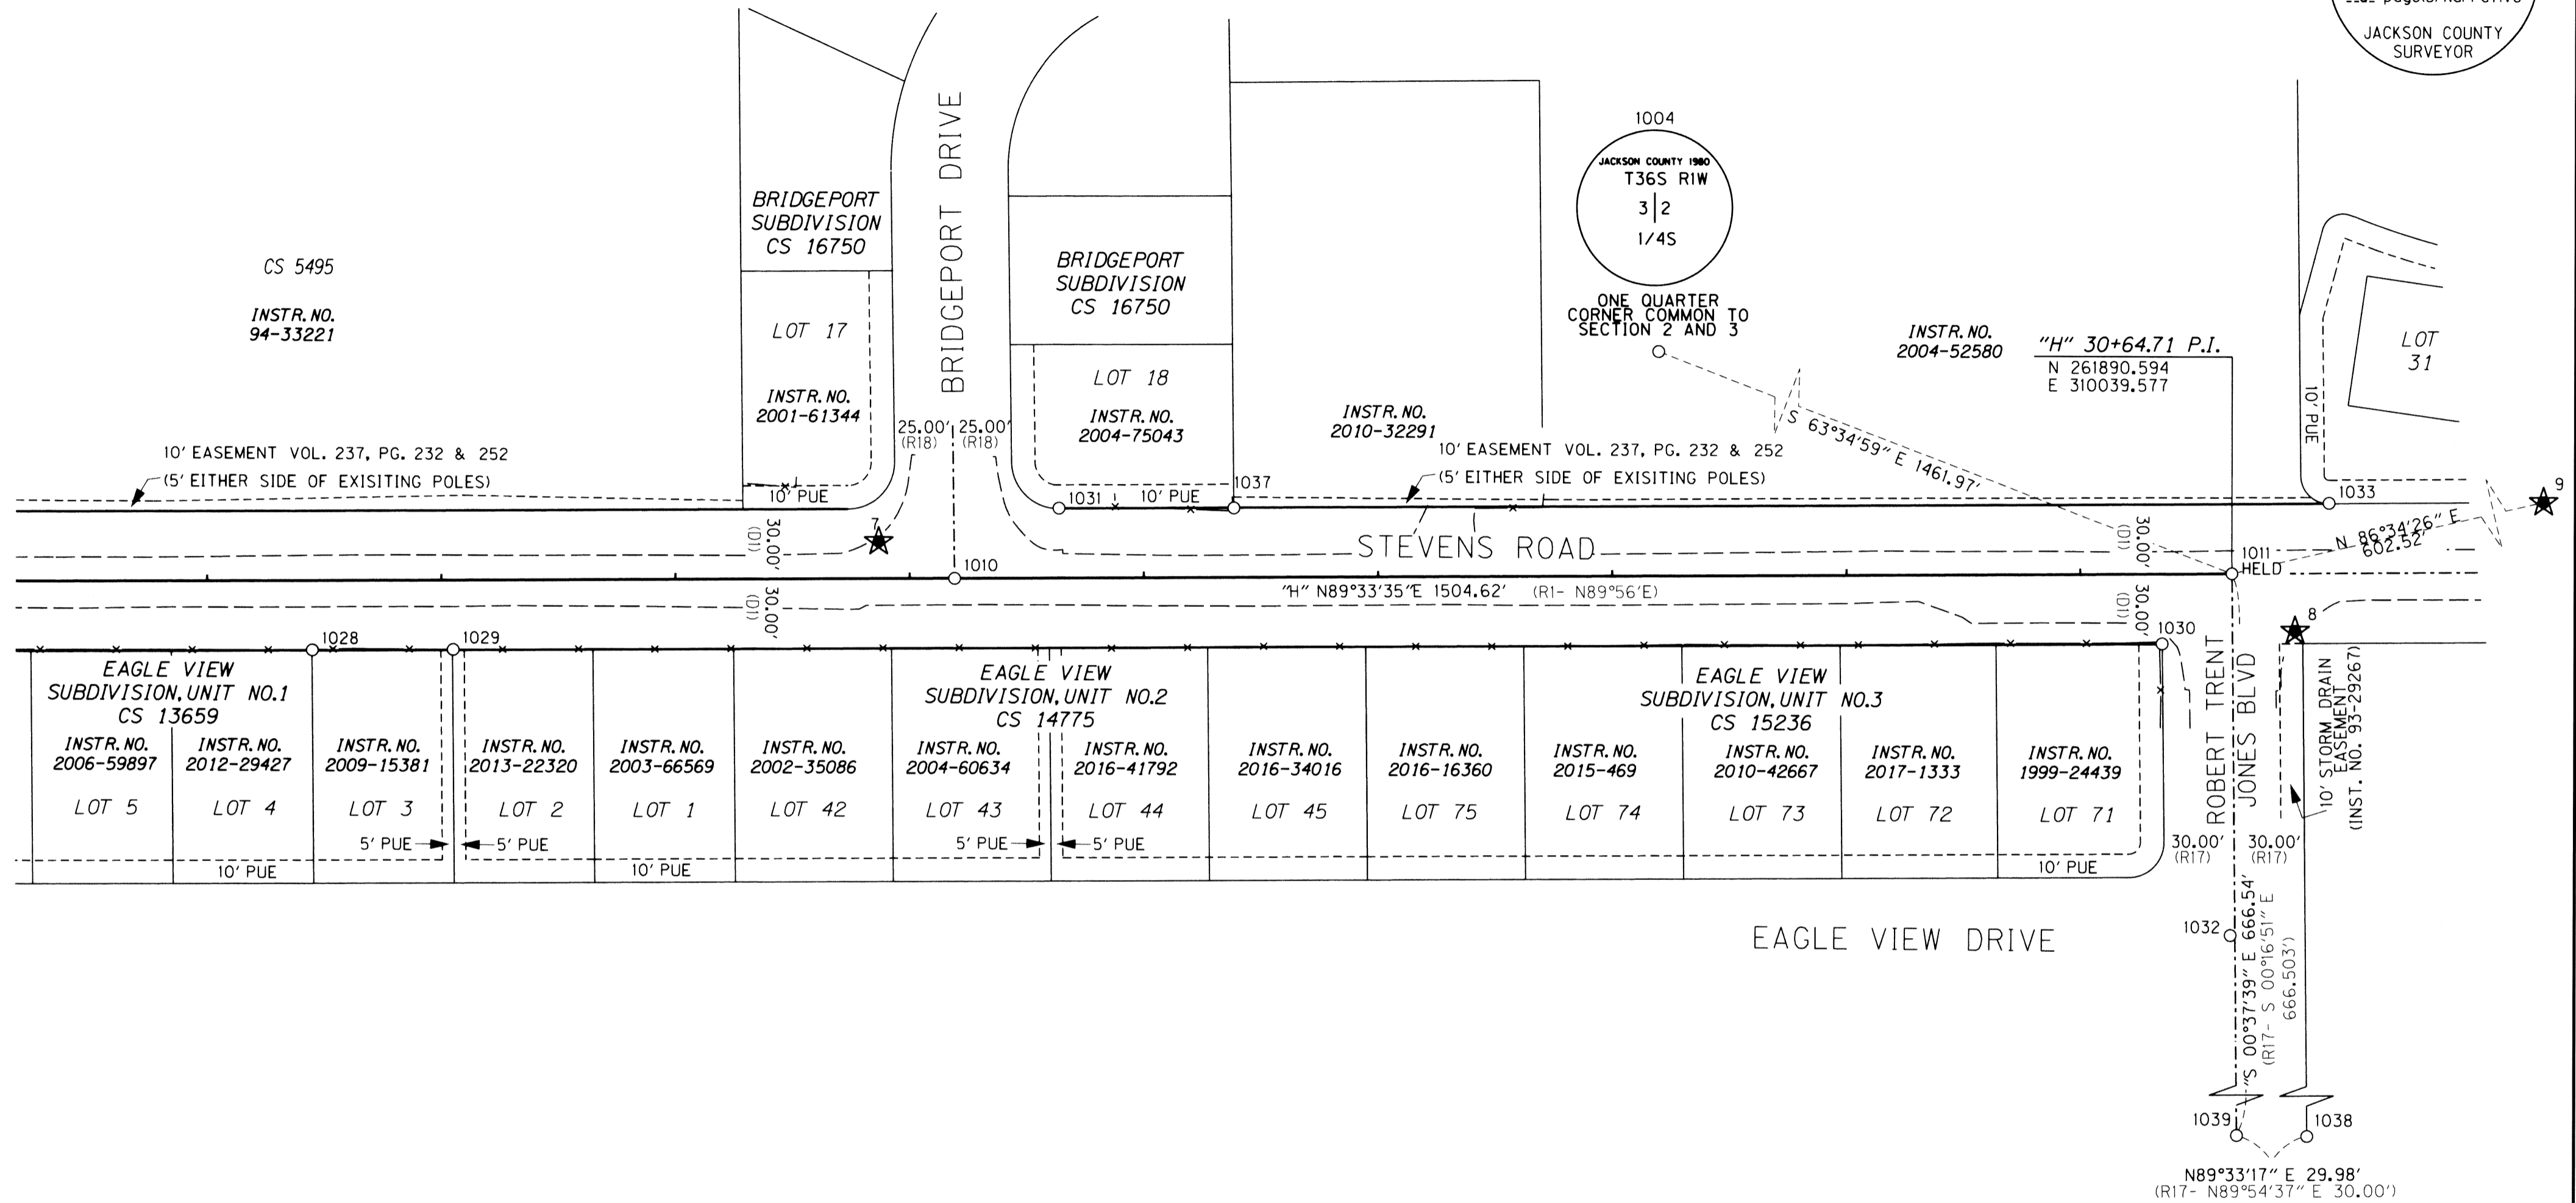 JACKSON COUNTY
SURVEYOR
1004
JACKSON COUNTY 1980
T36S R1W
3 2
1/4S
ONE QUARTER
CORNER COMMON TO
SECTION 2 AND 3
BRIDGEPORT DRIVE
BRIDGEPORT
SUBDIVISION
CS 16750
BRIDGEPORT
SUBDIVISION
CS 16750
CS 5495
INSTR. NO.
94-33221
LOT 17
INSTR. NO.
2001-61344
LOT 18
INSTR. NO.
2004-75043
INSTR. NO.
2010-32291
INSTR. NO.
2004-52580
"H" 30+64.71 P.I.
N 261890.594
E 310039.577
LOT
31
10' PUE
25.00' 25.00'
(R18) (R18)
10' EASEMENT VOL. 237, PG. 232 & 252
(5' EITHER SIDE OF EXISITING POLES)
10' EASEMENT VOL. 237, PG. 232 & 252
(5' EITHER SIDE OF EXISITING POLES)
S 63°34'59" E 1461.97'
10' PUE
1031
10' PUE
1037
1033
9
7
30.00'
(D1)
STEVENS ROAD
30.00'
(D1)
N 86°34'26" E
602.52'
1010
1011
HELD
30.00'
(D1)
"H" N89°33'35"E 1504.62' (R1- N89°56'E)
30.00'
(D1)
8
1028
1029
1030
EAGLE VIEW
SUBDIVISION, UNIT NO.1
CS 13659
EAGLE VIEW
SUBDIVISION, UNIT NO.2
CS 14775
EAGLE VIEW
SUBDIVISION, UNIT NO.3
CS 15236
INSTR. NO.
2006-59897
LOT 5
INSTR. NO.
2012-29427
LOT 4
INSTR. NO.
2009-15381
LOT 3
INSTR. NO.
2013-22320
LOT 2
INSTR. NO.
2003-66569
LOT 1
INSTR. NO.
2002-35086
LOT 42
INSTR. NO.
2004-60634
LOT 43
INSTR. NO.
2016-41792
LOT 44
INSTR. NO.
2016-34016
LOT 45
INSTR. NO.
2016-16360
LOT 75
INSTR. NO.
2015-469
LOT 74
INSTR. NO.
2010-42667
LOT 73
INSTR. NO.
2017-1333
LOT 72
INSTR. NO.
1999-24439
LOT 71
5' PUE
5' PUE
5' PUE
5' PUE
10' PUE
10' PUE
10' PUE
ROBERT TRENT
JONES BLVD
10' STORM DRAIN
EASEMENT
(INST. NO. 93-29267)
30.00'
(R17)
30.00'
(R17)
EAGLE VIEW DRIVE
1032
S 00°37'39" E 666.54'
(R17- S 00°16'51" E
666.503')
1039
1038
N89°33'17" E 29.98'
(R17- N89°54'37" E 30.00')